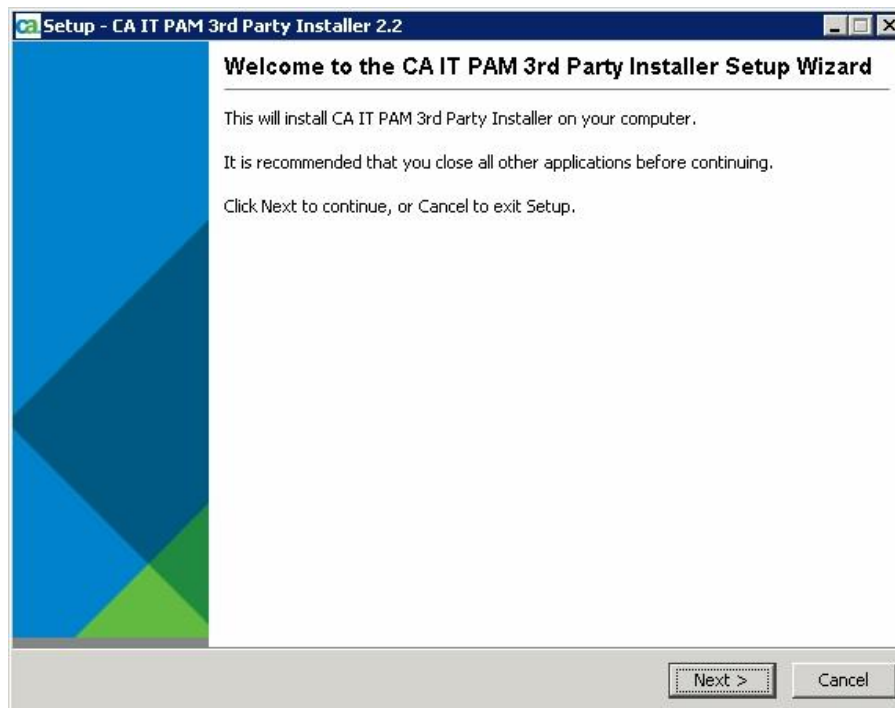 ca Setup - CA IT PAM 3rd Party Installer 2.2
Welcome to the CA IT PAM 3rd Party Installer Setup Wizard
This will install CA IT PAM 3rd Party Installer on your computer.
It is recommended that you close all other applications before continuing.
Click Next to continue, or Cancel to exit Setup.
Next > Cancel